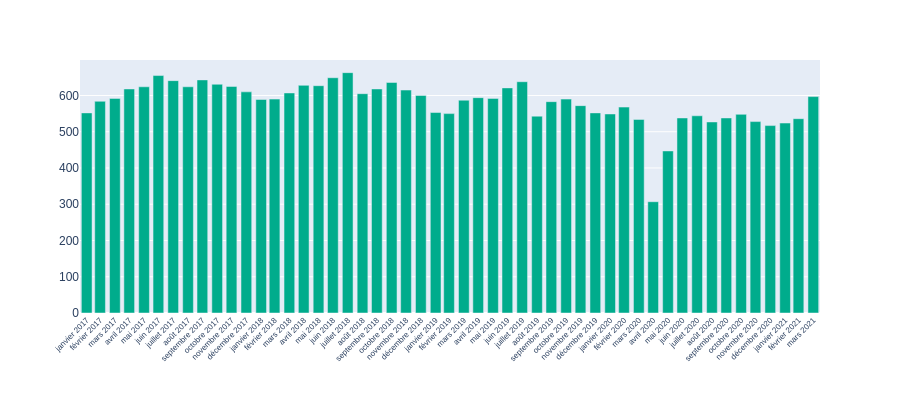 600
500
400
300
200
100
0
janvier 2017
février 2017
mars 2017
avril 2017
mai 2017
juin 2017
juillet 2017
août 2017
septembre 2017
octobre 2017
novembre 2017
décembre 2017
janvier 2018
février 2018
mars 2018
avril 2018
mai 2018
juin 2018
juillet 2018
août 2018
septembre 2018
octobre 2018
novembre 2018
décembre 2018
janvier 2019
février 2019
mars 2019
avril 2019
mai 2019
juin 2019
juillet 2019
août 2019
septembre 2019
octobre 2019
novembre 2019
décembre 2019
janvier 2020
février 2020
mars 2020
avril 2020
mai 2020
juin 2020
juillet 2020
août 2020
septembre 2020
octobre 2020
novembre 2020
décembre 2020
janvier 2021
février 2021
mars 2021